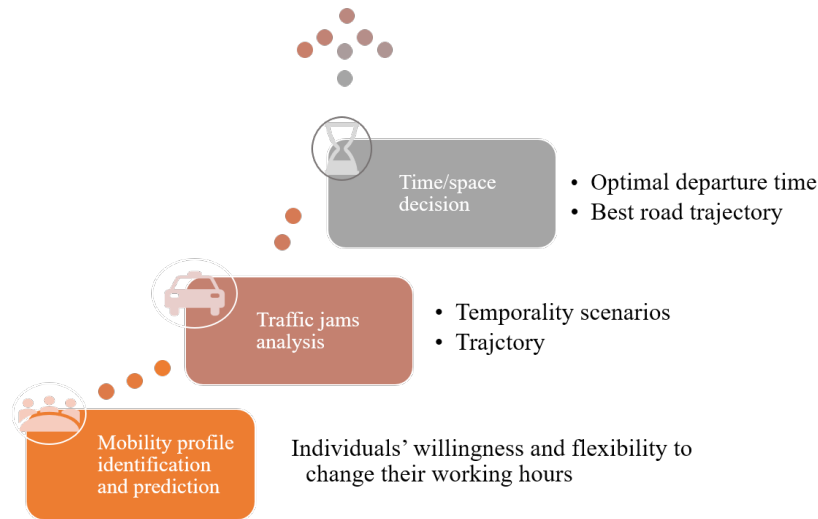 Time/space
decision
• Optimal departure time
• Best road trajectory
Traffic jams
analysis
• Temporality scenarios
• Trajctory
Mobility profile
identification
and prediction
Individuals’ willingness and flexibility to
change their working hours